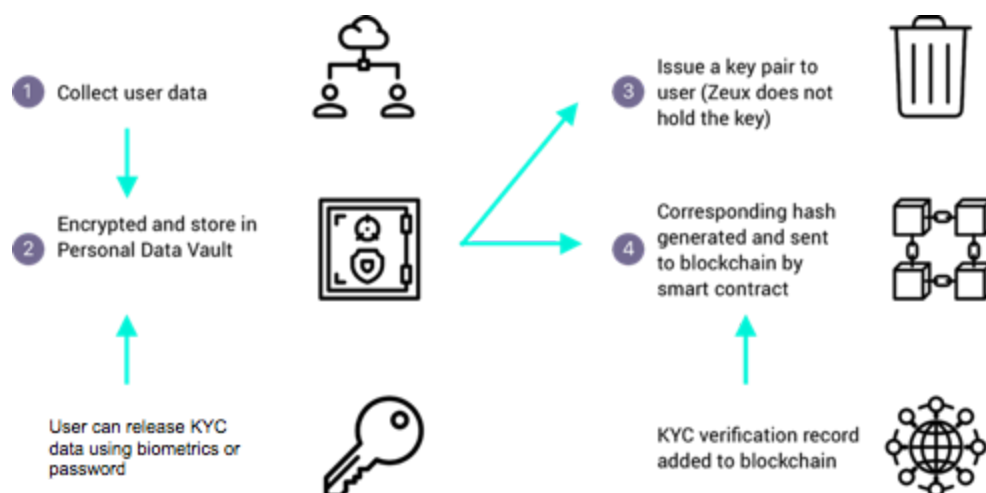 1
Collect user data
2
Encrypted and store in
Personal Data Vault
User can release KYC
data using biometrics or
password
3
Issue a key pair to
user (Zeux does not
hold the key)
4
Corresponding hash
generated and sent
to blockchain by
smart contract
KYC verification record
added to blockchain